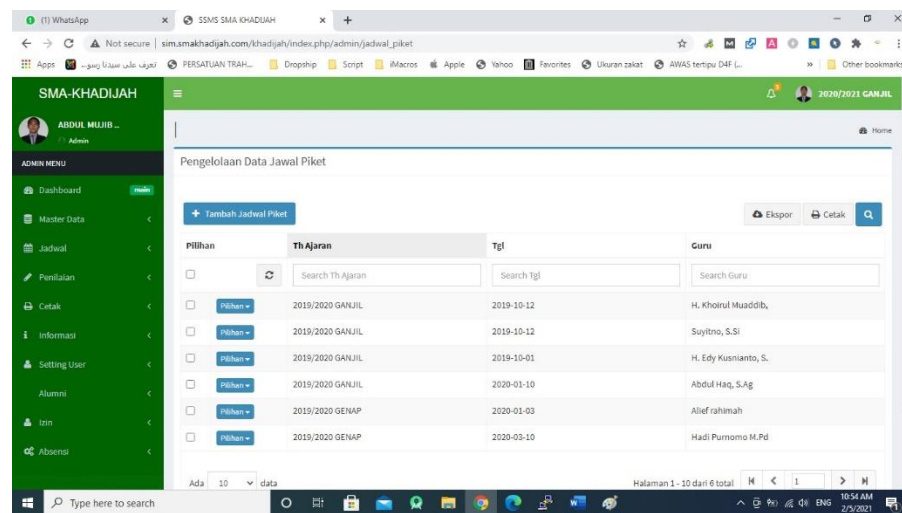 (1) WhatsApp
SSMS SMA KHADIJAH
Not secure | sim.smakhadijah.com/khadijah/index.php/admin/jadwal_piket
Apps
تعرف على سيدنا رسو...
PERSATUAN TRAH...
Dropship
Script
iMacros
Apple
Yahoo
Favorites
Ukuran zakat
AWAS tertipu D4F (...
Other bookmarks
SMA-KHADIJAH
2020/2021 GANJIL
ABDUL MUJIB ...
Admin
Home
ADMIN MENU
Pengelolaan Data Jawal Piket
Dashboard
main
Master Data
Jadwal
Penilaian
Cetak
Informasi
Setting User
Alumni
Izin
Absensi
Tambah Jadwal Piket
Ekspor
Cetak
Pilihan Th Ajaran Tgl Guru
Search Th Ajaran Search Tgl Search Guru
Pilihan 2019/2020 GANJIL 2019-10-12 H. Khoirul Muaddib,
Pilihan 2019/2020 GANJIL 2019-10-12 Suyitno, S.Si
Pilihan 2019/2020 GANJIL 2019-10-01 H. Edy Kusnianto, S.
Pilihan 2019/2020 GANJIL 2020-01-10 Abdul Haq, S.Ag
Pilihan 2019/2020 GENAP 2020-01-03 Alief rahimah
Pilihan 2019/2020 GENAP 2020-03-10 Hadi Purnomo M.Pd
Ada 10 data
Halaman 1 - 10 dari 6 total
1
Type here to search
ENG
10:54 AM
2/5/2021